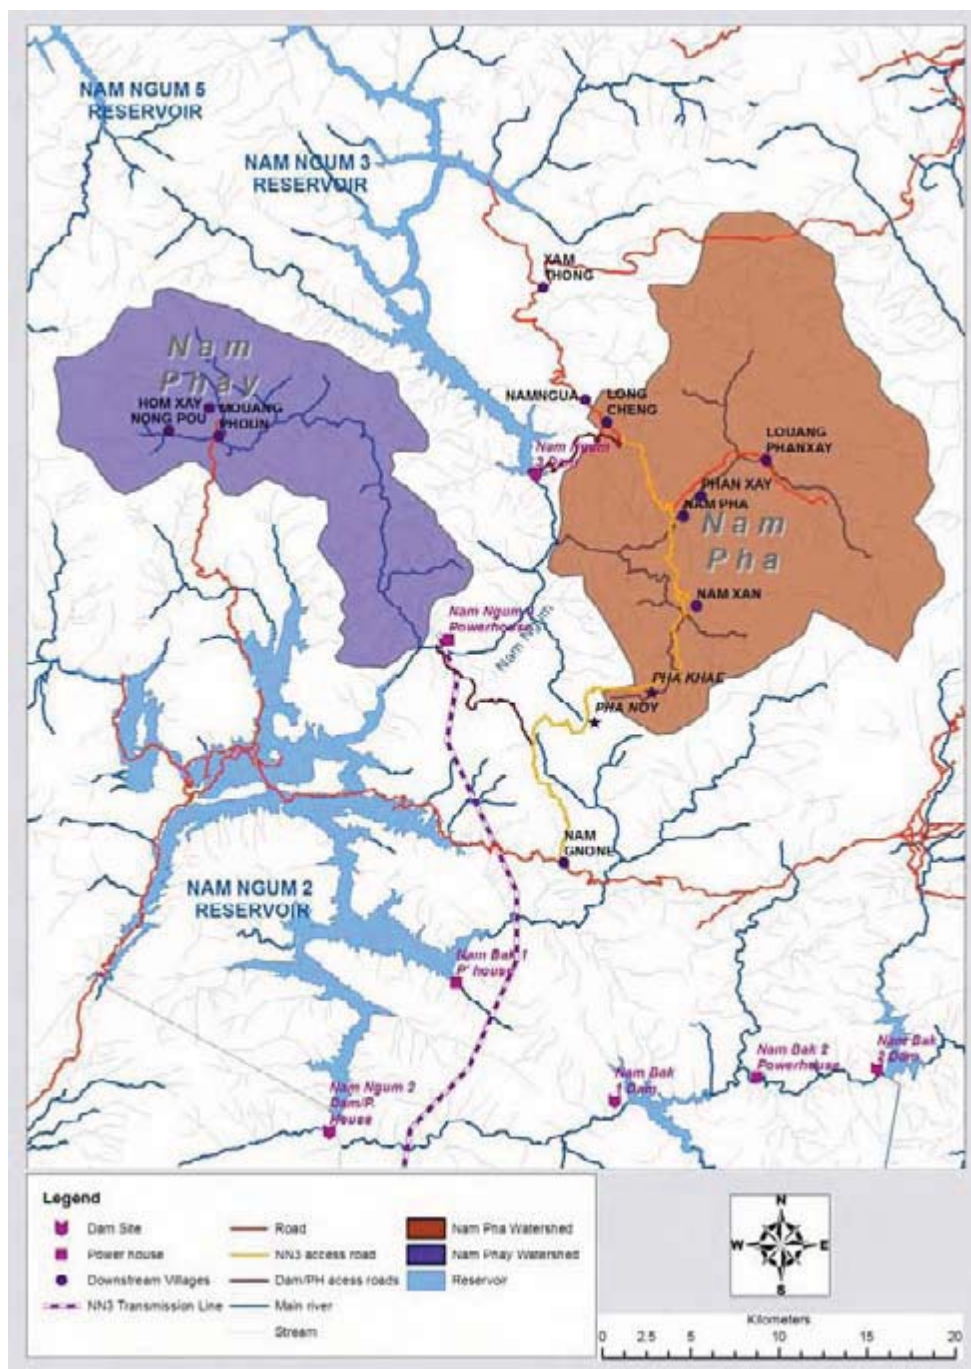 NAM NGUM 5
RESERVOIR
NAM NGUM 3
RESERVOIR
XAM
THONG
Nam
Phay
HOM XAY
NONG POU
MOUANG
PHOUN
NAMNGUA
LONG
CHENG
Nam Ngum
3 Dam
LOUANG
PHANXAY
PHAN XAY
NAM PHA
Nam
Pha
NAM XAN
Nam Ngum 3
Powerhouse
Nam Ngum
PHA KHAE
PHA NOY
NAM
GNONE
NAM NGUM 2
RESERVOIR
Nam Bak 1
P' house
Nam Ngum 2
Dam/P.
House
Nam Bak
1 Dam
Nam Bak 2
Powerhouse
Nam Bak
2 Dam
Legend
Dam Site
Power house
Downstream Villages
NN3 Transmission Line
Road
NN3 access road
Dam/PH acess roads
Main river
Stream
Nam Pha Watershed
Nam Phay Watershed
Reservoir
N
W E
S
Kilometers
0 2.5 5 10 15 20